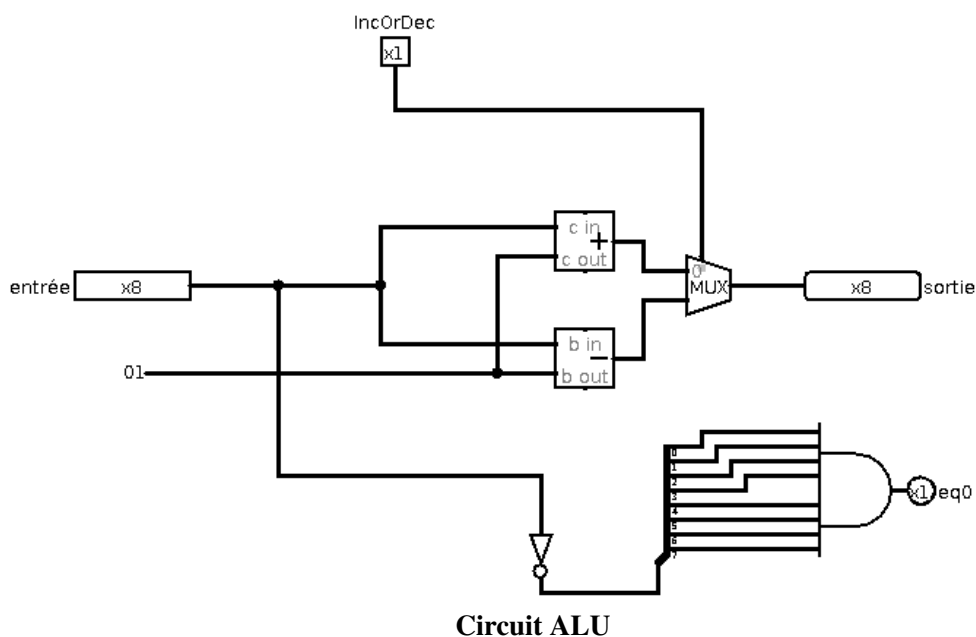 IncOrDec
x1
c in
+
c out
entrée
x8
0
MUX
x8
sortie
b in
-
b out
01
0
1
2
3
4
5
6
7
x1
eq0
Circuit ALU